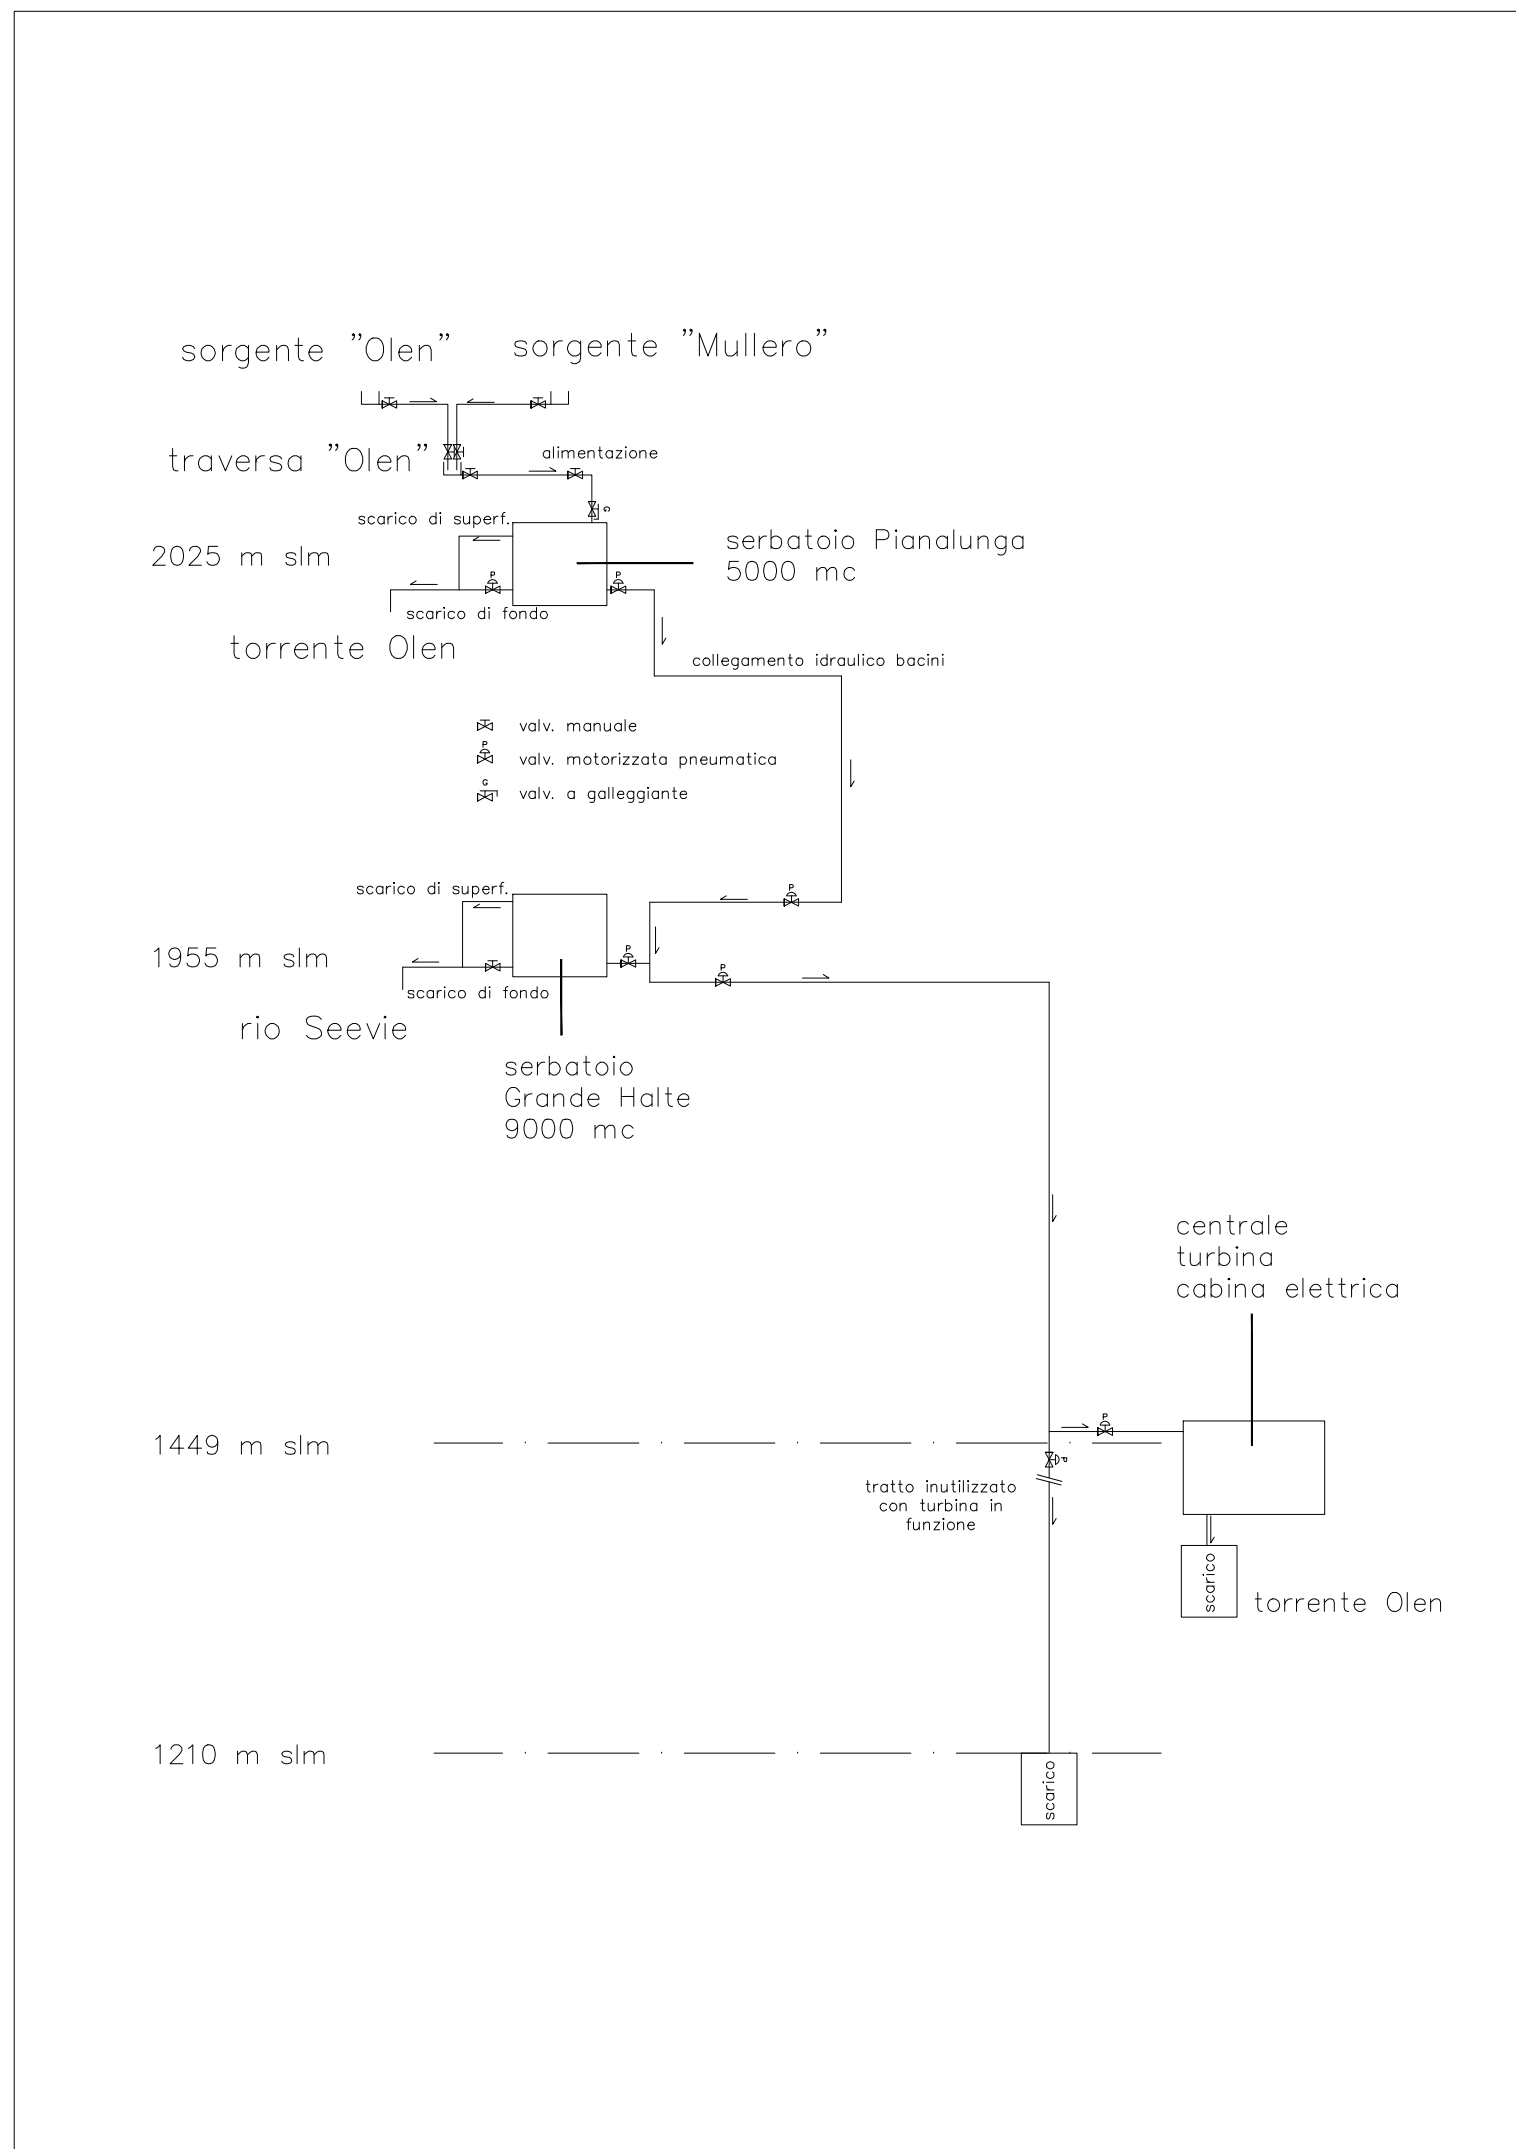 sorgente "Olen"
sorgente "Mullero"
traversa "Olen"
alimentazione
G
scarico di superf.
2025 m slm
serbatoio Pianalunga
5000 mc
P
P
scarico di fondo
torrente Olen
collegamento idraulico bacini
valv. manuale
P
valv. motorizzata pneumatica
G
valv. a galleggiante
scarico di superf.
P
1955 m slm
P
P
scarico di fondo
rio Seevie
serbatoio
Grande Halte
9000 mc
centrale
turbina
cabina elettrica
P
1449 m slm
P
tratto inutilizzato
con turbina in
funzione
scarico
torrente Olen
1210 m slm
scarico